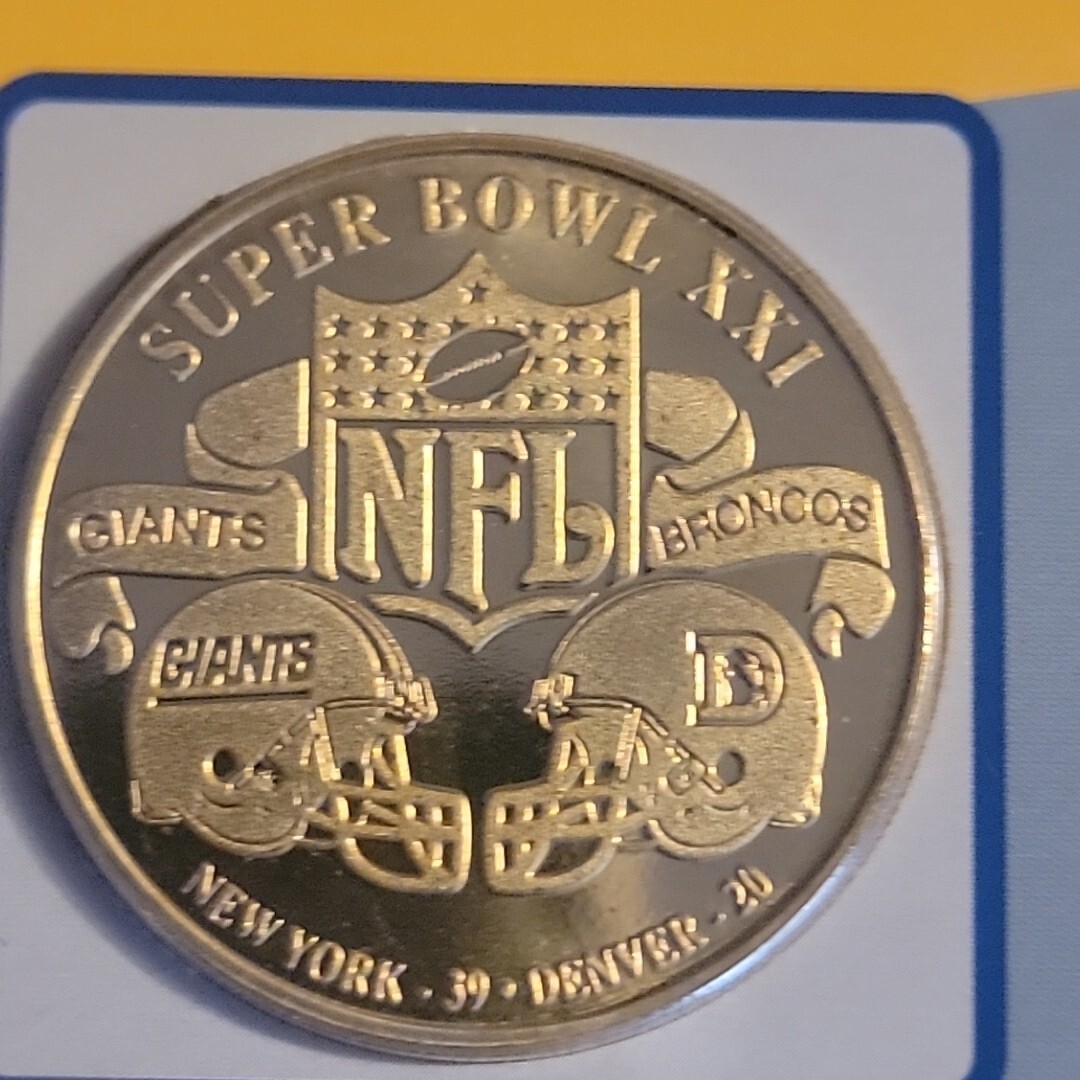 SUPER BOWL XXI
NFL
GIANTS
BRONCOS
GIANTS
D
NEW YORK - 39 - DENVER - 20